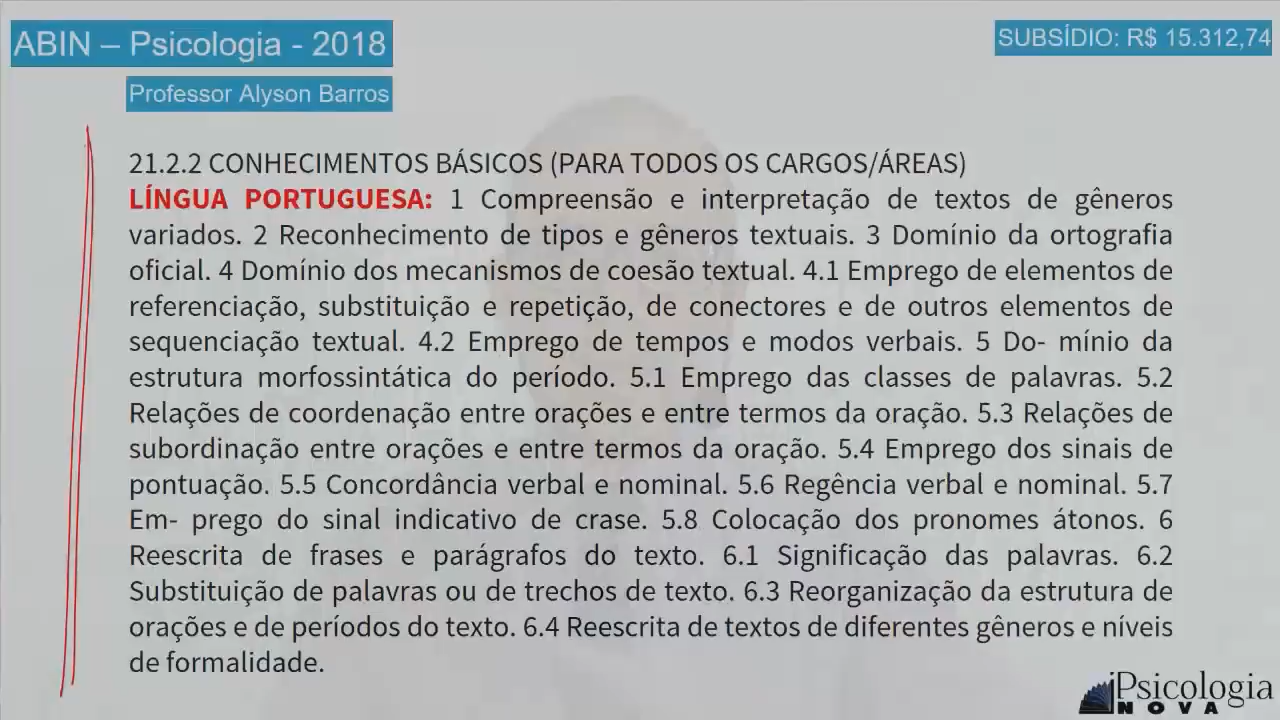 ABIN – Psicologia - 2018
SUBSÍDIO: R$ 15.312,74
Professor Alyson Barros
21.2.2 CONHECIMENTOS BÁSICOS (PARA TODOS OS CARGOS/ÁREAS)
LÍNGUA PORTUGUESA: 1 Compreensão e interpretação de textos de gêneros
variados. 2 Reconhecimento de tipos e gêneros textuais. 3 Domínio da ortografia
oficial. 4 Domínio dos mecanismos de coesão textual. 4.1 Emprego de elementos de
referenciação, substituição e repetição, de conectores e de outros elementos de
sequenciação textual. 4.2 Emprego de tempos e modos verbais. 5 Do- mínio da
estrutura morfossintática do período. 5.1 Emprego das classes de palavras. 5.2
Relações de coordenação entre orações e entre termos da oração. 5.3 Relações de
subordinação entre orações e entre termos da oração. 5.4 Emprego dos sinais de
pontuação. 5.5 Concordância verbal e nominal. 5.6 Regência verbal e nominal. 5.7
Em- prego do sinal indicativo de crase. 5.8 Colocação dos pronomes átonos. 6
Reescrita de frases e parágrafos do texto. 6.1 Significação das palavras. 6.2
Substituição de palavras ou de trechos de texto. 6.3 Reorganização da estrutura de
orações e de períodos do texto. 6.4 Reescrita de textos de diferentes gêneros e níveis
de formalidade.
Psicologia
NOVA